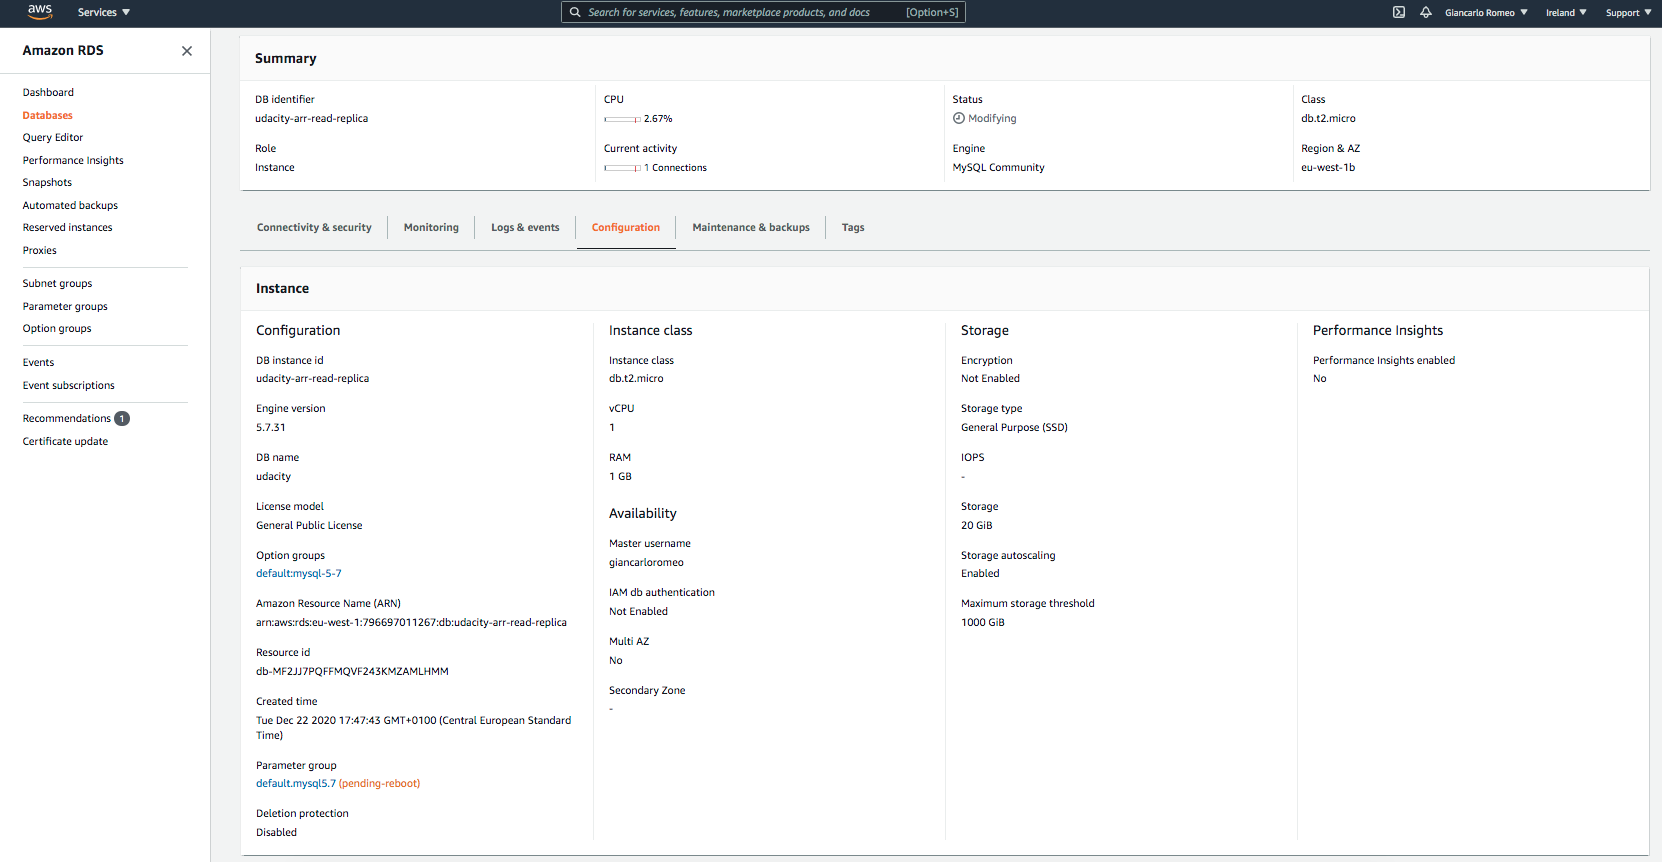 aws
Services ▼
Search for services, features, marketplace products, and docs
[Option+S]
Giancarlo Romeo ▼
Ireland ▼
Support ▼
Amazon RDS
Dashboard
Databases
Query Editor
Performance Insights
Snapshots
Automated backups
Reserved instances
Proxies
Subnet groups
Parameter groups
Option groups
Events
Event subscriptions
Recommendations 1
Certificate update
Summary
DB identifier
udacity-arr-read-replica
Role
Instance
CPU
2.67%
Current activity
1 Connections
Status
Modifying
Engine
MySQL Community
Class
db.t2.micro
Region & AZ
eu-west-1b
Connectivity & security
Monitoring
Logs & events
Configuration
Maintenance & backups
Tags
Instance
Configuration
DB instance id
udacity-arr-read-replica
Engine version
5.7.31
DB name
udacity
License model
General Public License
Option groups
default:mysql-5-7
Amazon Resource Name (ARN)
arn:aws:rds:eu-west-1:796697011267:db:udacity-arr-read-replica
Resource id
db-MF2JJ7PQFFMQVF243KMZAMLHMM
Created time
Tue Dec 22 2020 17:47:43 GMT+0100 (Central European Standard
Time)
Parameter group
default.mysql5.7 (pending-reboot)
Deletion protection
Disabled
Instance class
Instance class
db.t2.micro
vCPU
1
RAM
1 GB
Availability
Master username
giancarloromeo
IAM db authentication
Not Enabled
Multi AZ
No
Secondary Zone
-
Storage
Encryption
Not Enabled
Storage type
General Purpose (SSD)
IOPS
-
Storage
20 GiB
Storage autoscaling
Enabled
Maximum storage threshold
1000 GiB
Performance Insights
Performance Insights enabled
No